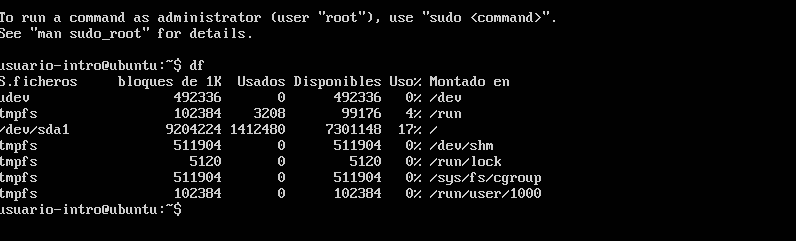 To run a command as administrator (user "root"), use "sudo <command>".
See "man sudo_root" for details.
usuario-intro@ubuntu:~$ df
S.ficheros     bloques de 1K  Usados Disponibles Uso% Montado en
udev                  492336       0      492336   0% /dev
tmpfs                 102384    3208       99176   4% /run
/dev/sda1            9204224 1412480     7301148  17% /
tmpfs                 511904       0      511904   0% /dev/shm
tmpfs                   5120       0        5120   0% /run/lock
tmpfs                 511904       0      511904   0% /sys/fs/cgroup
tmpfs                 102384       0      102384   0% /run/user/1000
usuario-intro@ubuntu:~$